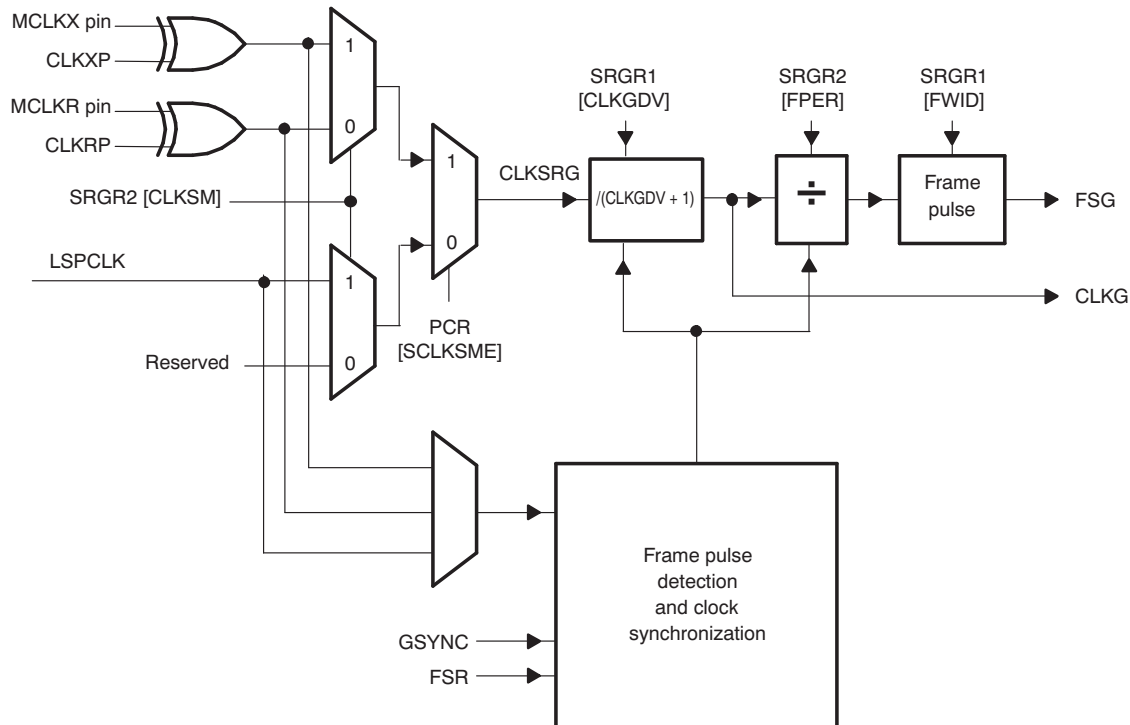 MCLKX pin
CLKXP
MCLKR pin
CLKRP
1
0
SRGR2 [CLKSM]
LSPCLK
1
0
Reserved
1
0
PCR
[SCLKSME]
CLKSRG
SRGR1
[CLKGDV]
/(CLKGDV + 1)
SRGR2
[FPER]
÷
SRGR1
[FWID]
Frame
pulse
FSG
CLKG
Frame pulse
detection
and clock
synchronization
GSYNC
FSR